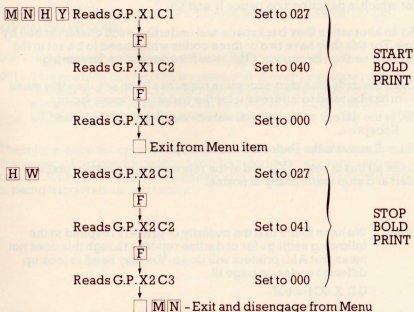 M N H Y Reads G.P. X1 C1 Set to 027
F
Reads G.P. X1 C2 Set to 040
F
Reads G.P. X1 C3 Set to 000
Exit from Menu item
START
BOLD
PRINT
H W Reads G.P. X2 C1 Set to 027
F
Reads G.P. X2 C2 Set to 041
F
Reads G.P. X2 C3 Set to 000
M N – Exit and disengage from Menu
STOP
BOLD
PRINT